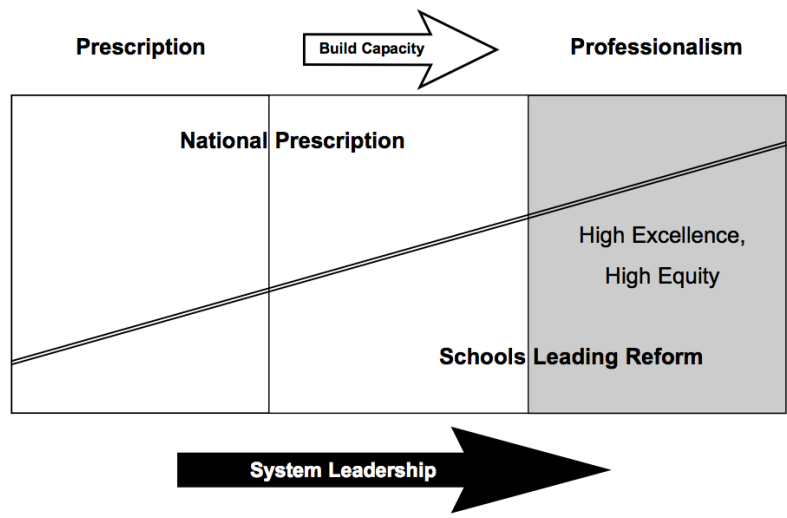 Prescription
Build Capacity
Professionalism
National Prescription
High Excellence,
High Equity
Schools Leading Reform
System Leadership